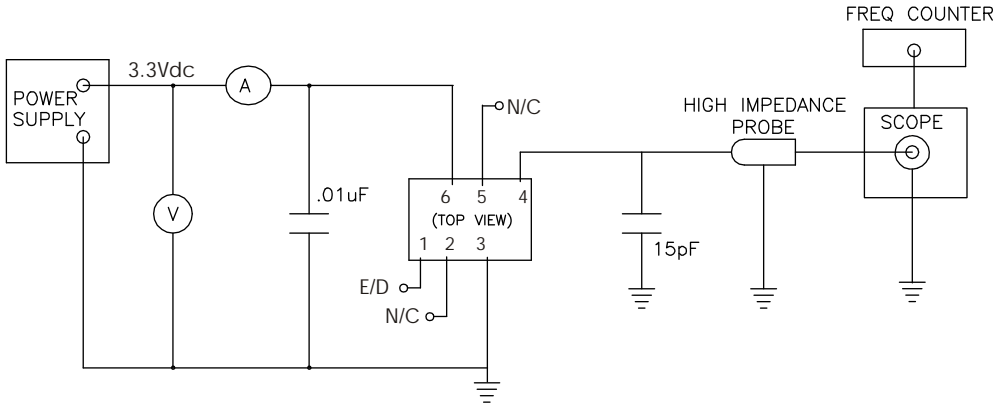 FREQ COUNTER
3.3Vdc
A
POWER
SUPPLY
N/C
HIGH IMPEDANCE
PROBE
SCOPE
V
.01uF
6 5 4
(TOP VIEW)
1 2 3
15pF
E/D
N/C